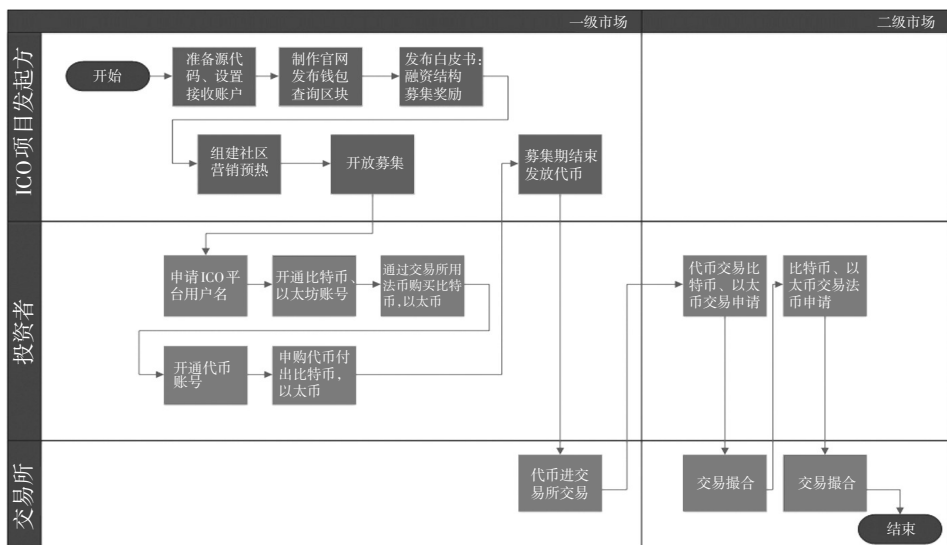 一级市场
二级市场
ICO项目发起方
开始
准备源代
码、设置
接收账户
制作官网
发布钱包
查询区块
发布白皮书:
融资结构
募集奖励
组建社区
营销预热
开放募集
募集期结束
发放代币
投资者
申请ICO平
台用户名
开通比特币、
以太坊账号
通过交易所用
法币购买比特
币,以太币
开通代币
账号
申购代币付
出比特币,
以太币
代币交易比
特币、以太
币交易申请
比特币、以
太币交易法
币申请
交易所
代币进交
易所交易
交易撮合
交易撮合
结束